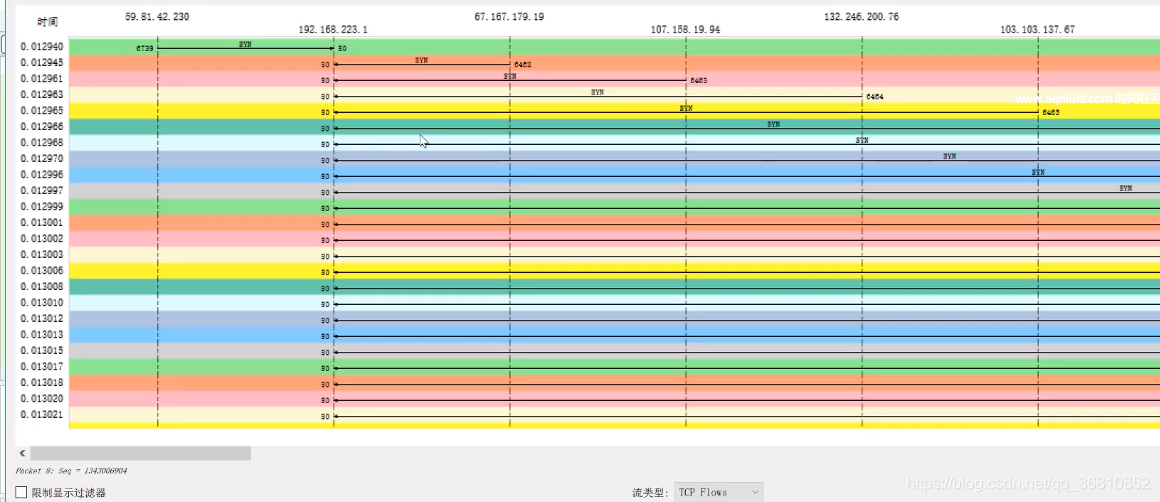 时间 59.81.42.230 67.167.179.19 132.246.200.76
192.168.223.1 107.158.19.94 103.103.137.67
0.012940 6739 SYN 80
0.012945 80 SYN 6462
0.012961 80 SYN 6463
0.012963 80 SYN 6464
0.012965 80 SYN 6465
0.012966 80 SYN
0.012968 80 SYN
0.012970 80 SYN
0.012996 80 SYN
0.012997 80 SYN
0.012999 80
0.013001 80
0.013002 80
0.013003 80
0.013006 80
0.013008 80
0.013010 80
0.013012 80
0.013013 80
0.013015 80
0.013017 80
0.013018 80
0.013020 80
0.013021 80
Packet 8: Seq = 1343006904
限制显示过滤器 流类型: TCP Flows
https://blog.csdn.net/qq_36810852